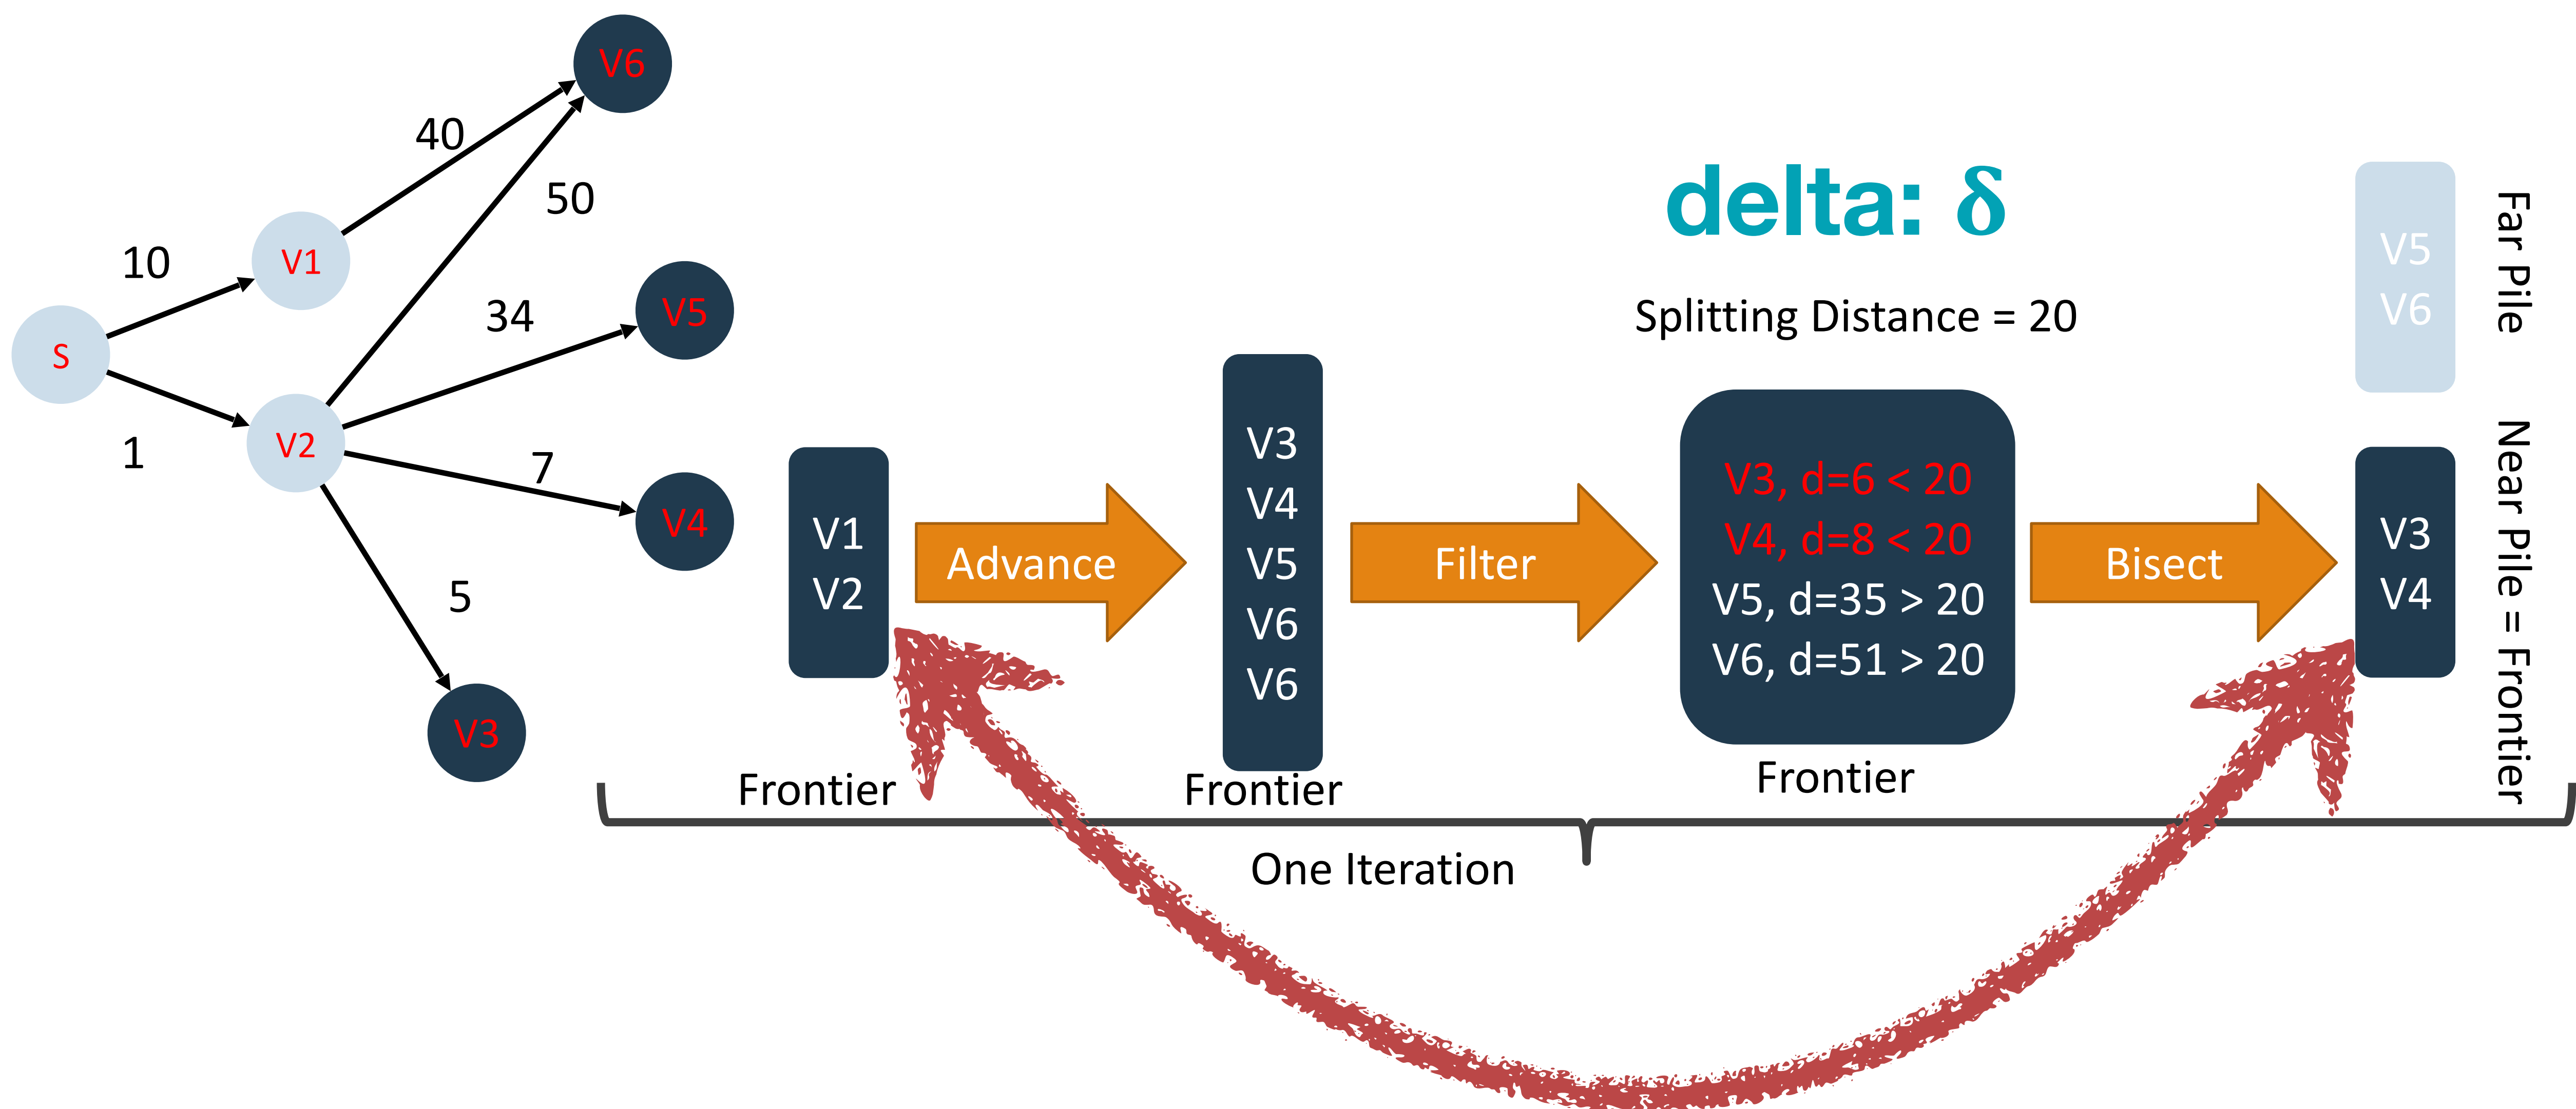 V6
40
50
10
V1
34
V5
S
1
V2
7
V4
5
V3
delta: δ
Splitting Distance = 20
V1
V2
Advance
V3
V4
V5
V6
V6
Filter
V3, d=6 < 20
V4, d=8 < 20
V5, d=35 > 20
V6, d=51 > 20
Bisect
V5
V6
Far Pile
V3
V4
Near Pile = Frontier
Frontier
Frontier
Frontier
One Iteration